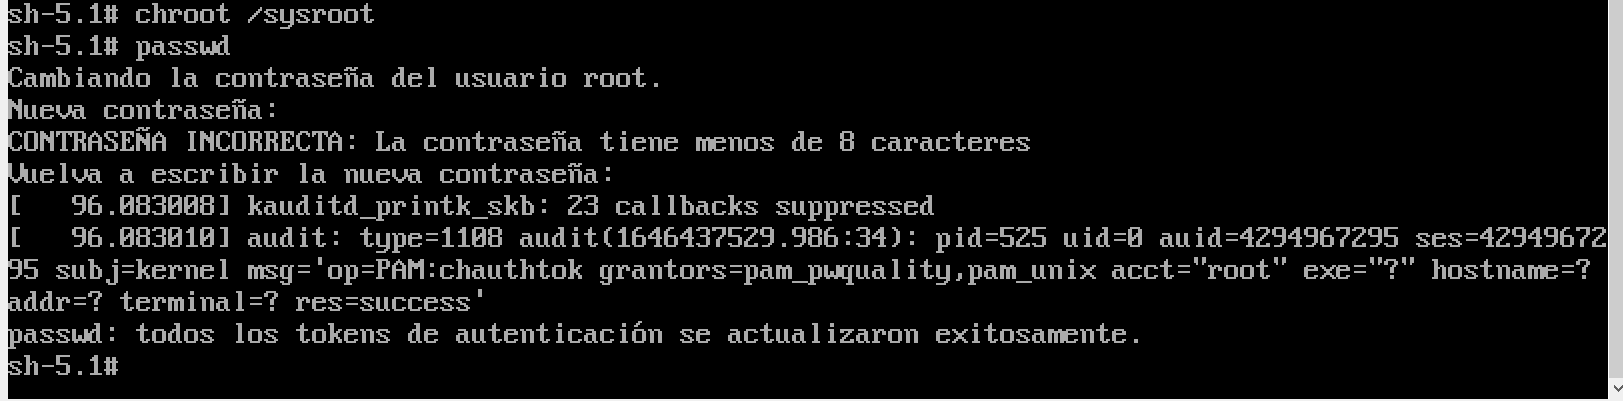 sh-5.1# chroot /sysroot
sh-5.1# passwd
Cambiando la contraseña del usuario root.
Nueva contraseña:
CONTRASEÑA INCORRECTA: La contraseña tiene menos de 8 caracteres
Vuelva a escribir la nueva contraseña:
[   96.083008] kauditd_printk_skb: 23 callbacks suppressed
[   96.083010] audit: type=1108 audit(1646437529.986:34): pid=525 uid=0 auid=4294967295 ses=42949672
95 subj=kernel msg='op=PAM:chauthtok grantors=pam_pwquality,pam_unix acct="root" exe="?" hostname=?
addr=? terminal=? res=success'
passwd: todos los tokens de autenticación se actualizaron exitosamente.
sh-5.1#